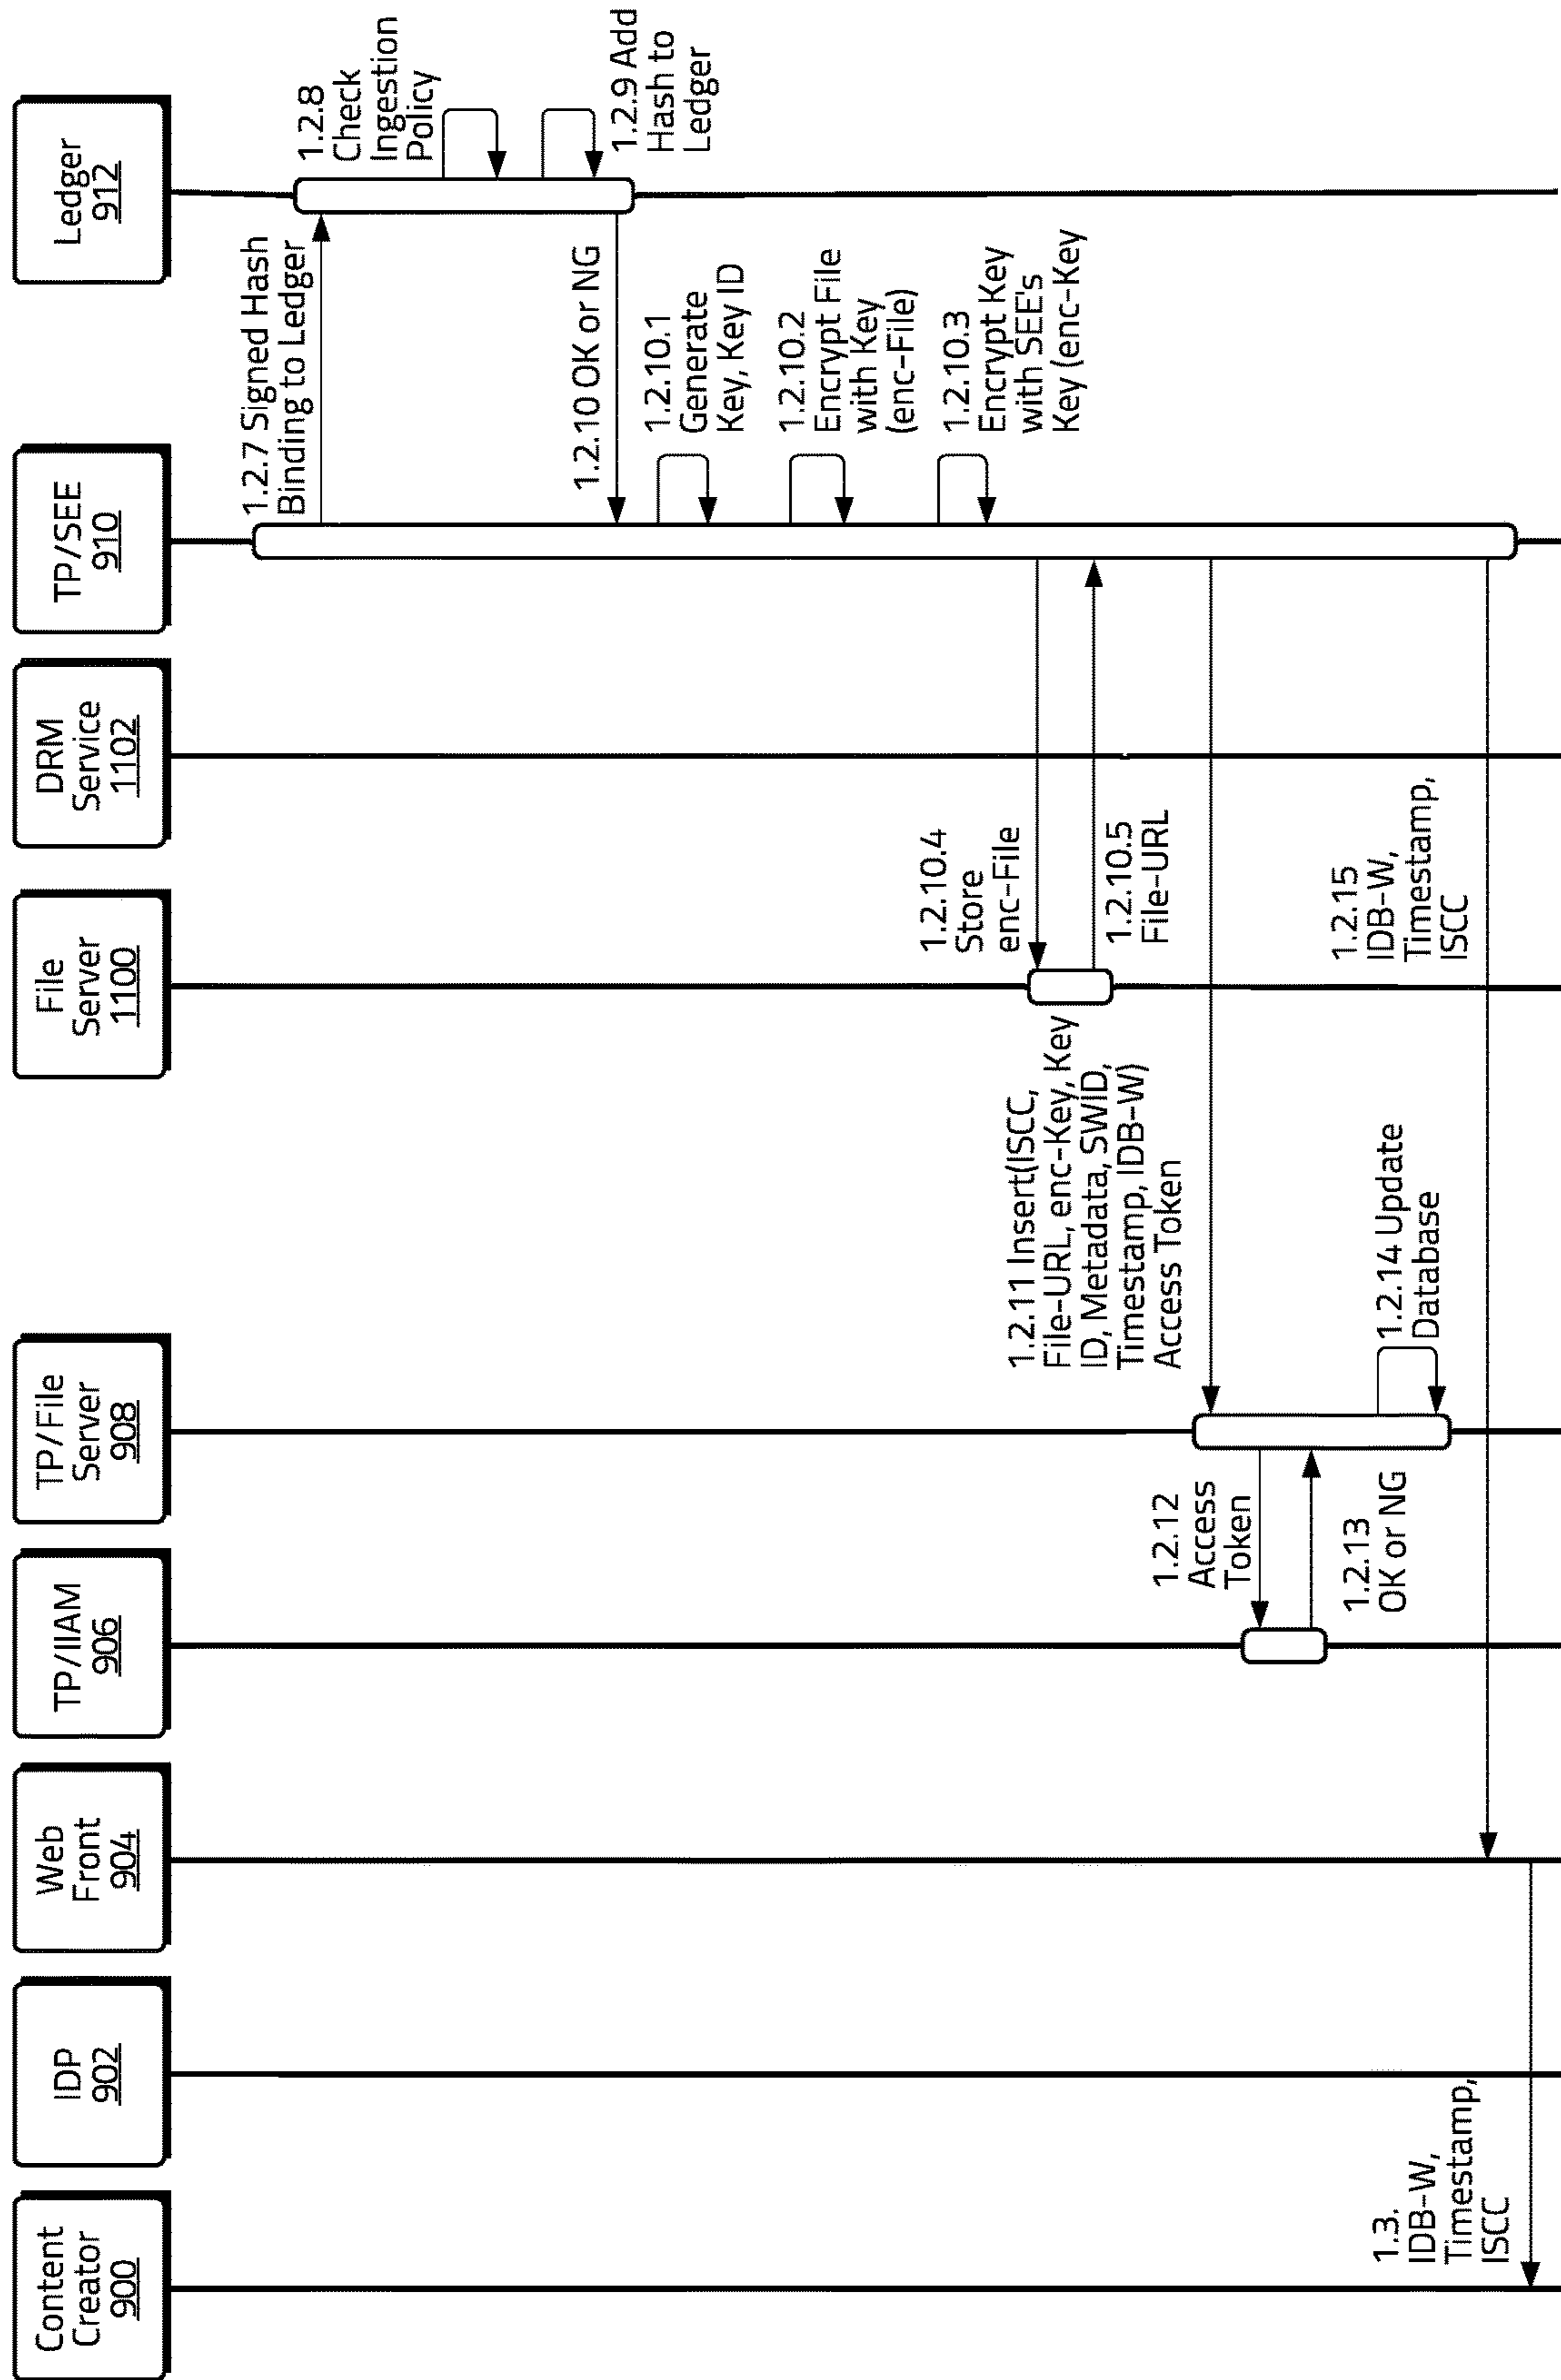 Content
Creator
900
IDP
902
Web
Front
904
TP/IIAM
906
TP/File
Server
908
File
Server
1100
DRM
Service
1102
TP/SEE
910
Ledger
912
1.2.7 Signed Hash
Binding to Ledger
1.2.8
Check
Ingestion
Policy
1.2.9 Add
Hash to
Ledger
1.2.10 OK or NG
1.2.10.1
Generate
Key, Key ID
1.2.10.2
Encrypt File
with Key
(enc-File)
1.2.10.3
Encrypt Key
with SEE's
Key (enc-Key
1.2.10.4
Store
enc-File
1.2.10.5
File-URL
1.2.11 Insert(ISCC,
File-URL, enc-Key, Key
ID, Metadata, SWID,
Timestamp, IDB-W)
Access Token
1.2.12
Access
Token
1.2.13
OK or NG
1.2.14 Update
Database
1.2.15
IDB-W,
Timestamp,
ISCC
1.3.
IDB-W,
Timestamp,
ISCC